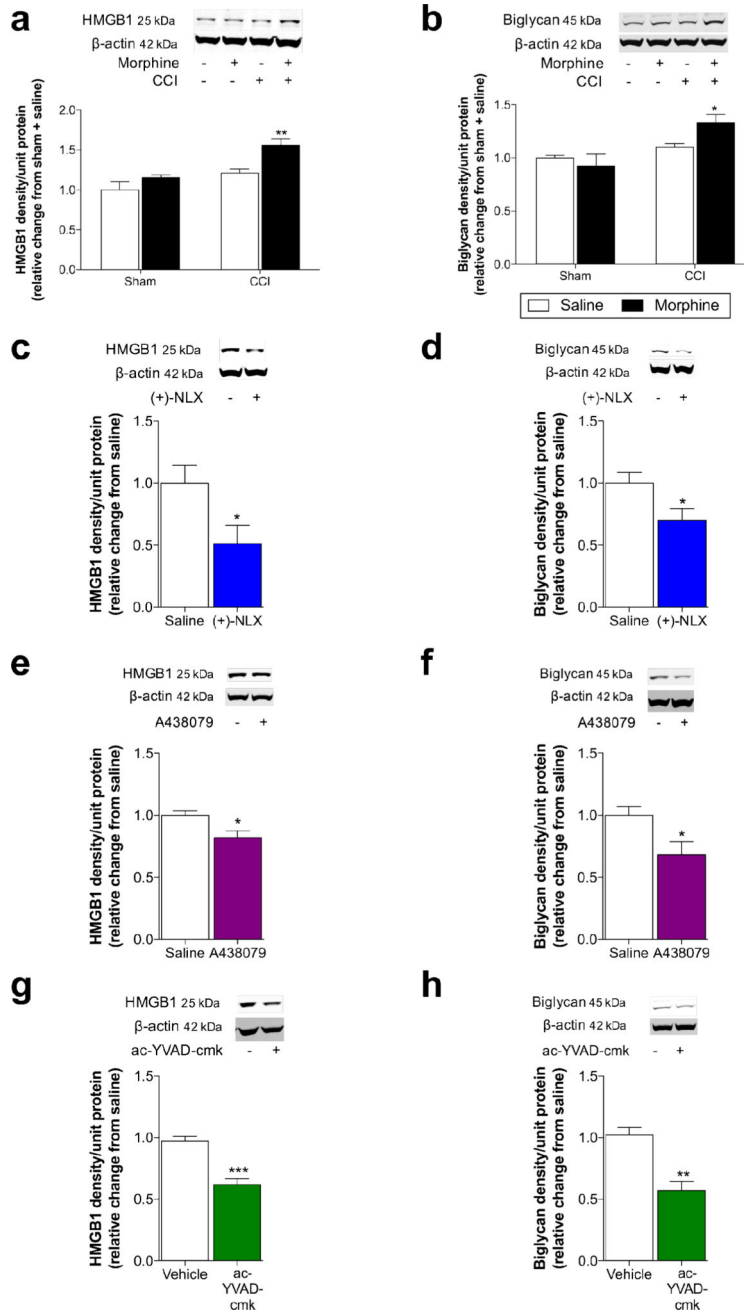 a
HMGB1 25 kDa
β-actin 42 kDa
Morphine - + - +
CCI - - + +
HMGB1 density/unit protein
(relative change from sham + saline)
2.0
1.5
1.0
0.5
0.0
**
Sham CCI
b
Biglycan 45 kDa
β-actin 42 kDa
Morphine - + - +
CCI - - + +
Biglycan density/unit protein
(relative change from sham + saline)
1.5
1.0
0.5
0.0
*
Sham CCI
Saline Morphine
c
HMGB1 25 kDa
β-actin 42 kDa
(+)-NLX - +
HMGB1 density/unit protein
(relative change from saline)
1.5
1.0
0.5
0.0
*
Saline (+)-NLX
d
Biglycan 45 kDa
β-actin 42 kDa
(+)-NLX - +
Biglycan density/unit protein
(relative change from saline)
1.5
1.0
0.5
0.0
*
Saline (+)-NLX
e
HMGB1 25 kDa
β-actin 42 kDa
A438079 - +
HMGB1 density/unit protein
(relative change from saline)
1.5
1.0
0.5
0.0
*
Saline A438079
f
Biglycan 45 kDa
β-actin 42 kDa
A438079 - +
Biglycan density/unit protein
(relative change from saline)
1.5
1.0
0.5
0.0
*
Saline A438079
g
HMGB1 25 kDa
β-actin 42 kDa
ac-YVAD-cmk - +
HMGB1 density/unit protein
(relative change from saline)
1.5
1.0
0.5
0.0
***
Vehicle ac-
YVAD-
cmk
h
Biglycan 45 kDa
β-actin 42 kDa
ac-YVAD-cmk - +
Biglycan density/unit protein
(relative change from saline)
1.5
1.0
0.5
0.0
**
Vehicle ac-
YVAD-
cmk